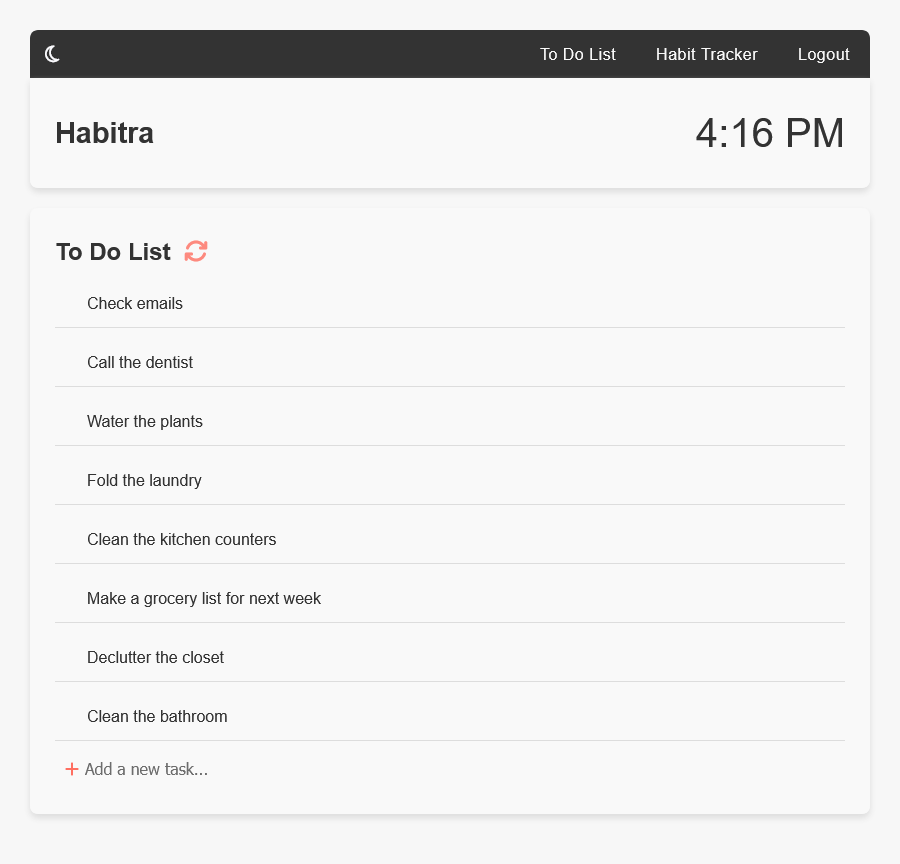 To Do List Habit Tracker Logout
Habitra 4:16 PM
To Do List
Check emails
Call the dentist
Water the plants
Fold the laundry
Clean the kitchen counters
Make a grocery list for next week
Declutter the closet
Clean the bathroom
+ Add a new task...